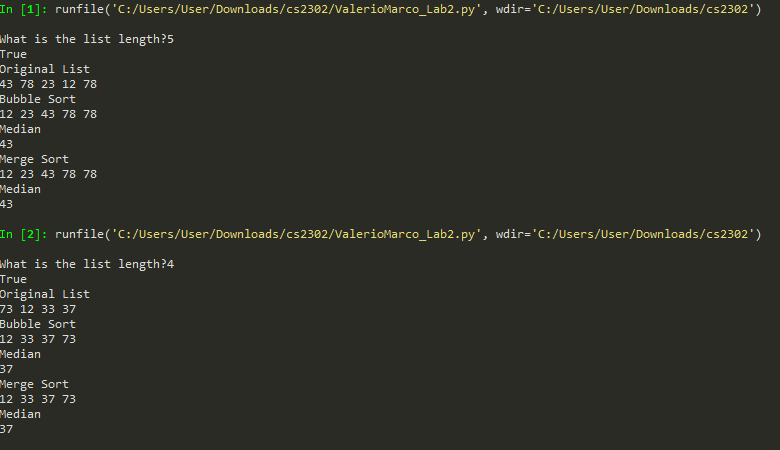 In [1]: runfile('C:/Users/User/Downloads/cs2302/ValerioMarco_Lab2.py', wdir='C:/Users/User/Downloads/cs2302')
What is the list length?5
True
Original List
43 78 23 12 78
Bubble Sort
12 23 43 78 78
Median
43
Merge Sort
12 23 43 78 78
Median
43
In [2]: runfile('C:/Users/User/Downloads/cs2302/ValerioMarco_Lab2.py', wdir='C:/Users/User/Downloads/cs2302')
What is the list length?4
True
Original List
73 12 33 37
Bubble Sort
12 33 37 73
Median
37
Merge Sort
12 33 37 73
Median
37